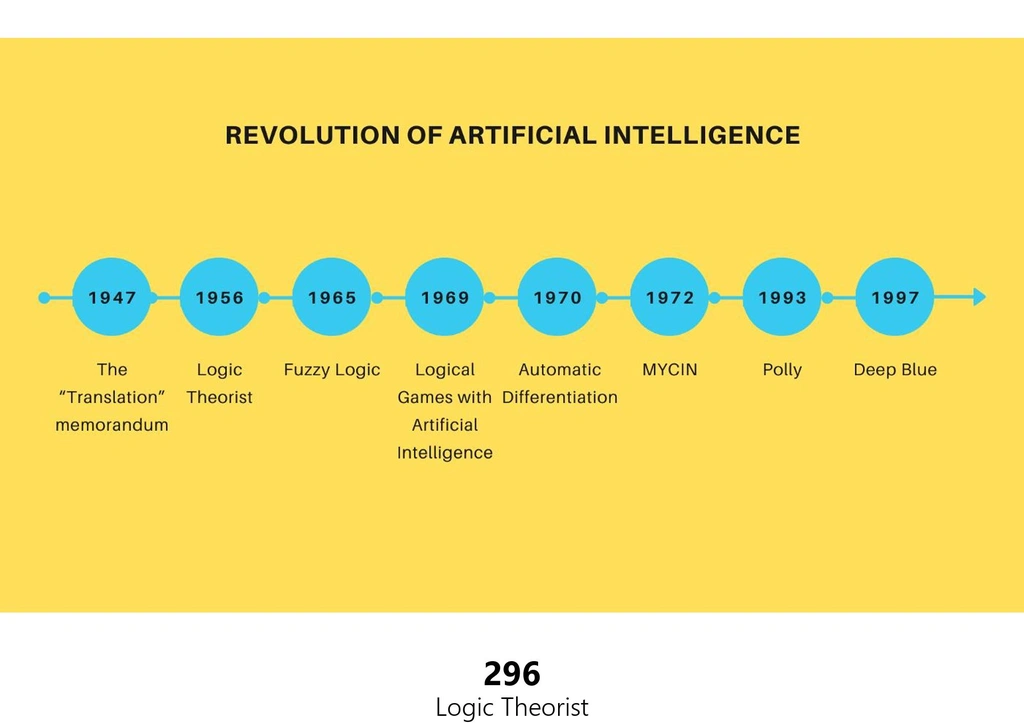 REVOLUTION OF ARTIFICIAL INTELLIGENCE
1947
1956
1965
1969
1970
1972
1993
1997
The
“Translation”
memorandum
Logic
Theorist
Fuzzy Logic
Logical
Games with
Artificial
Intelligence
Automatic
Differentiation
MYCIN
Polly
Deep Blue
296
Logic Theorist